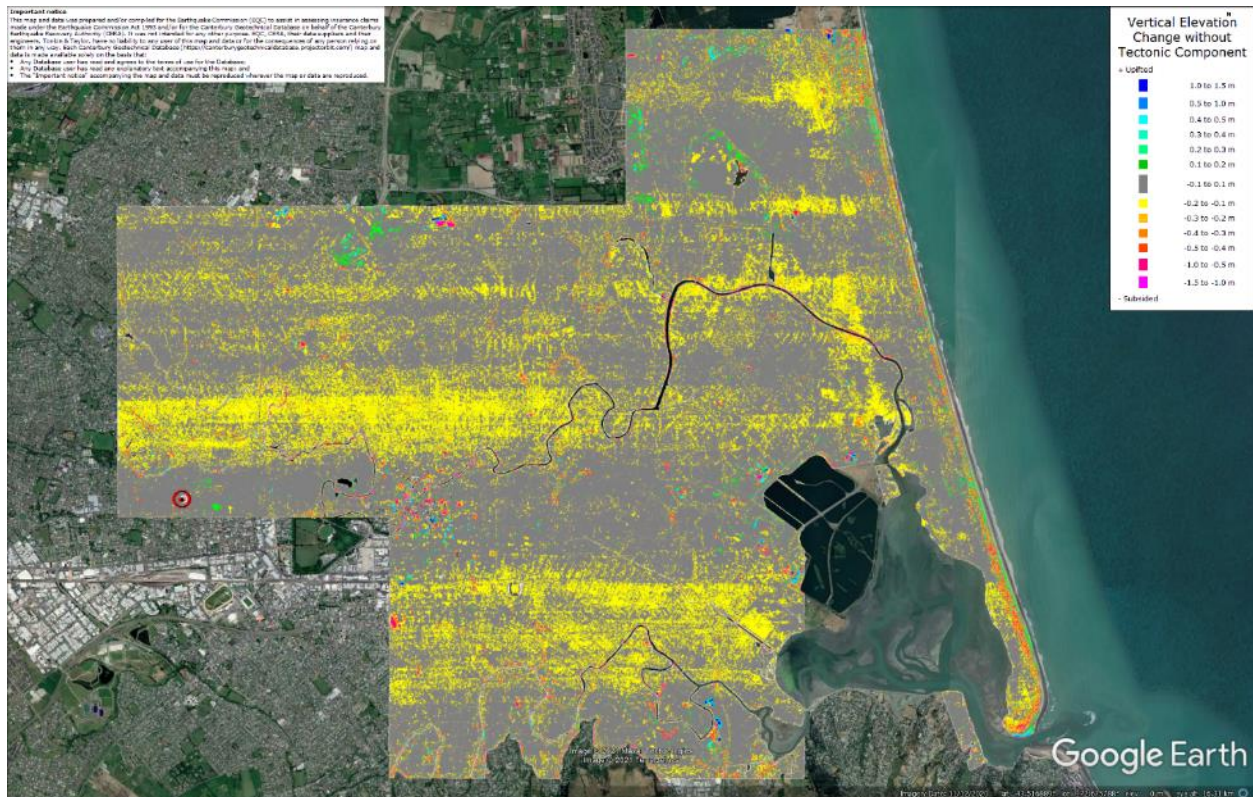 Important notice
This map and data was prepared and/or compiled for the Earthquake Commission (EQC) to assist in assessing insurance claims
made under the Earthquake Commission Act 1993 and/or for the Canterbury Geotechnical Database on behalf of the Canterbury
Earthquake Recovery Authority (CERA). It was not intended for any other purpose. EQC, CERA, their data suppliers and their
engineers, Tonkin & Taylor, have no liability to any user of this map and data or for the consequences of any person relying on
them in any way. Each Canterbury Geotechnical Database (https://canterburygeotechnicaldatabase.projectorbit.com/) map and
data is made available solely on the basis that:
• Any Database user has read and agrees to the terms of use for the Database;
• Any Database user has read any explanatory text accompanying this map; and
• The "Important notice" accompanying the map and data must be reproduced wherever the map or data are reproduced.
N
Vertical Elevation
Change without
Tectonic Component
+ Uplifted
1.0 to 1.5 m
0.5 to 1.0 m
0.4 to 0.5 m
0.3 to 0.4 m
0.2 to 0.3 m
0.1 to 0.2 m
-0.1 to 0.1 m
-0.2 to -0.1 m
-0.3 to -0.2 m
-0.4 to -0.3 m
-0.5 to -0.4 m
-1.0 to -0.5 m
-1.5 to -1.0 m
- Subsided
Google Earth
Imagery Date: 11/12/2020